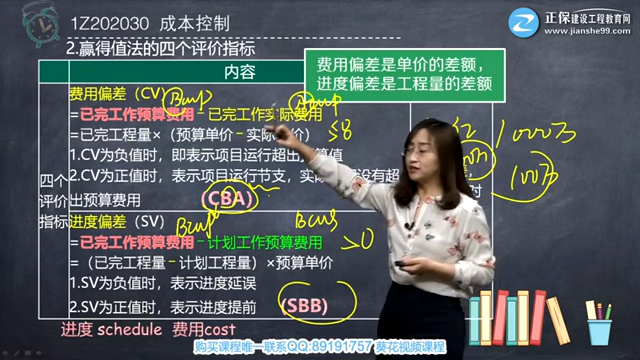 1Z202030 成本控制
正保建设工程教育网
www.jianshe99.com
2.赢得值法的四个评价指标
费用偏差是单价的差额，
进度偏差是工程量的差额
内容
四个
评价
指标
费用偏差（CV）
=已完工作预算费用－已完工作实际费用
=已完工程量×（预算单价－实际
1.CV为负值时，即表示项目运行超出
算值
2.CV为正值时，表示项目运行节支，实际
没有超
出预算费用
(CBA)
时
进度偏差（SV）
=已完工作预算费用－计划工作预算费用
=（已完工程量－计划工程量）×预算单价
1.SV为负值时，表示进度延误
2.SV为正值时，表示进度提前
(SBB)
1000万
100万
进度 schedule 费用cost
购买课程唯一联系QQ:89191757 葵花视频课程